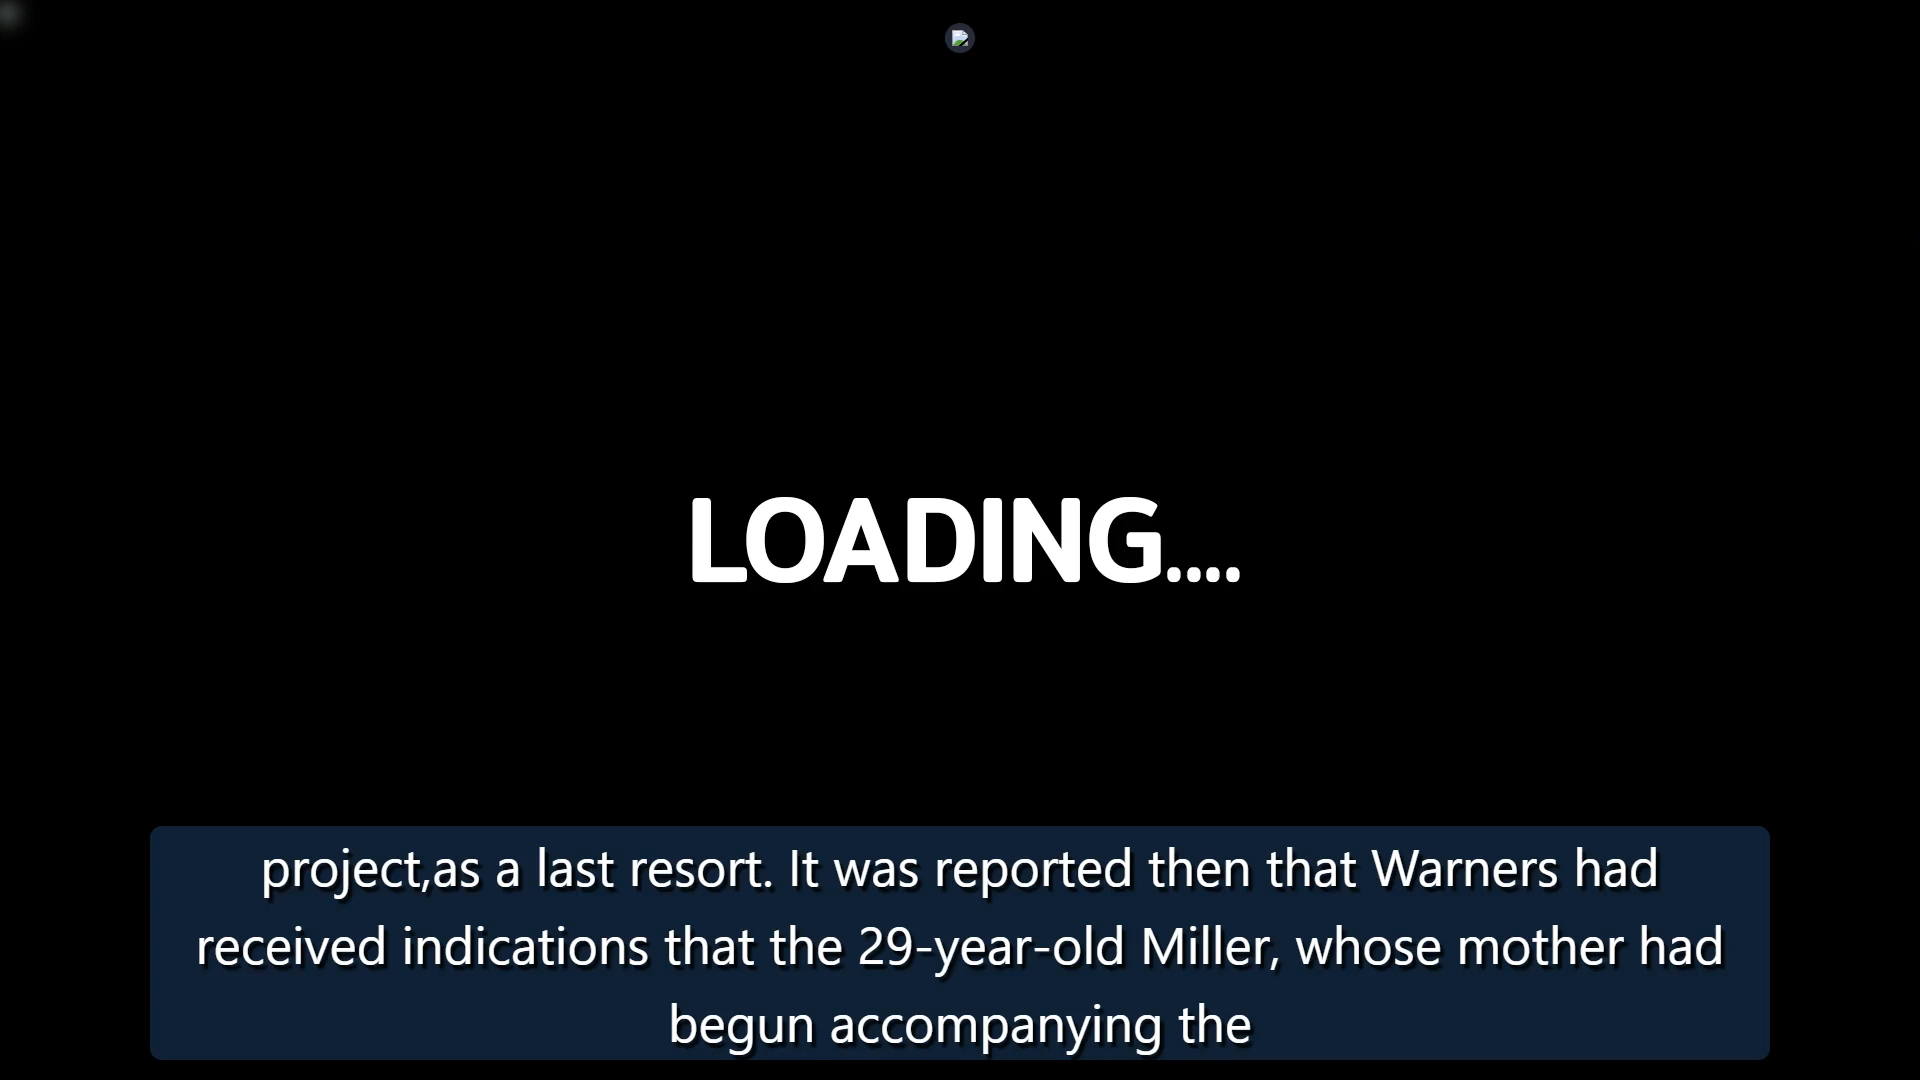 LOADING....
project,as a last resort. It was reported then that Warners had
received indications that the 29-year-old Miller, whose mother had
begun accompanying the